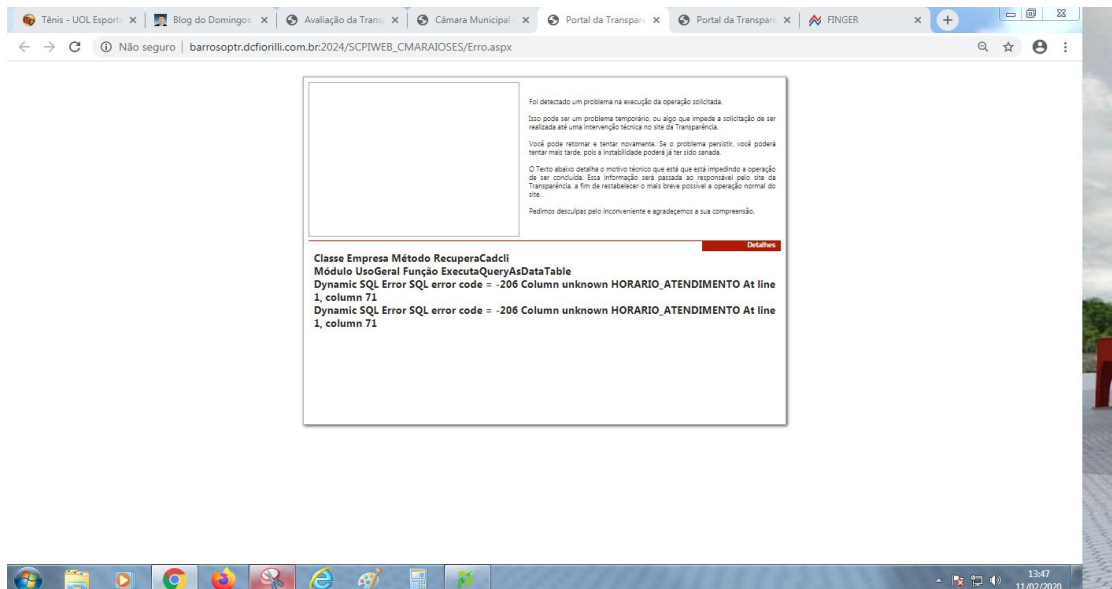 Tênis - UOL Esport
Blog do Domingos
Avaliação da Trans
Câmara Municipal
Portal da Transpar
Portal da Transpar
FINGER
Não seguro | barrosoptr.dcfiorilli.com.br:2024/SCPIWEB_CMARAIOSES/Erro.aspx
Foi detectado um problema na execução da operação solicitada.
Isso pode ser um problema temporário, ou algo que impede a solicitação de ser
realizada até uma intervenção técnica no site da Transparência.
Você pode retornar e tentar novamente. Se o problema persistir, você poderá
tentar mais tarde, pois a instabilidade poderá já ter sido sanada.
O Texto abaixo detalha o motivo técnico que está que está impedindo a operação
de ser concluída. Essa informação será passada ao responsável pelo site da
Transparência, a fim de restabelecer o mais breve possível a operação normal do
site.
Pedimos desculpas pelo inconveniente e agradeçemos a sua compreensão.
Detalhes
Classe Empresa Método RecuperaCadcli
Módulo UsoGeral Função ExecutaQueryAsDataTable
Dynamic SQL Error SQL error code = -206 Column unknown HORARIO_ATENDIMENTO At line
1, column 71
Dynamic SQL Error SQL error code = -206 Column unknown HORARIO_ATENDIMENTO At line
1, column 71
13:47
11/02/2020